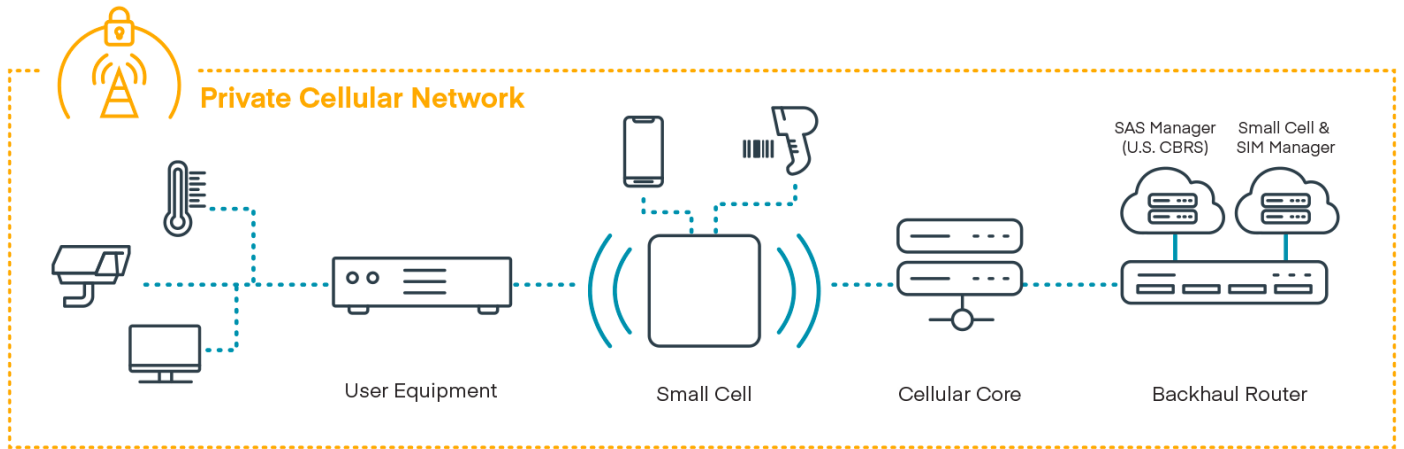 Private Cellular Network
SAS Manager
(U.S. CBRS)
Small Cell &
SIM Manager
User Equipment
Small Cell
Cellular Core
Backhaul Router